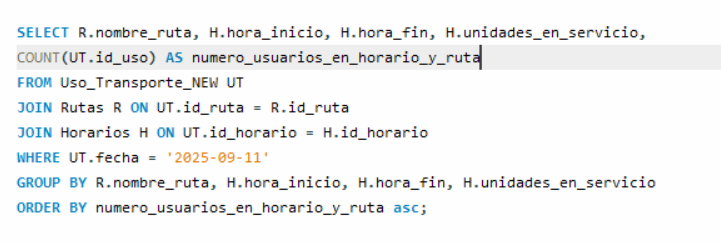 SELECT R.nombre_ruta, H.hora_inicio, H.hora_fin, H.unidades_en_servicio,
COUNT(UT.id_uso) AS numero_usuarios_en_horario_y_ruta
FROM Uso_Transporte_NEW UT
JOIN Rutas R ON UT.id_ruta = R.id_ruta
JOIN Horarios H ON UT.id_horario = H.id_horario
WHERE UT.fecha = '2025-09-11'
GROUP BY R.nombre_ruta, H.hora_inicio, H.hora_fin, H.unidades_en_servicio
ORDER BY numero_usuarios_en_horario_y_ruta asc;